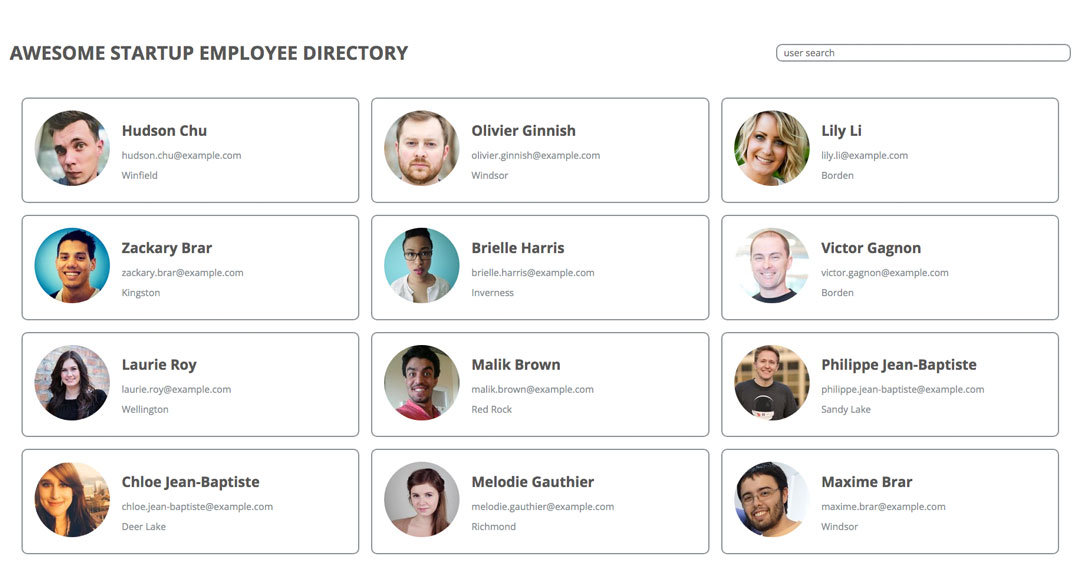 AWESOME STARTUP EMPLOYEE DIRECTORY
user search
Hudson Chu
hudson.chu@example.com
Winfield
Olivier Ginnish
olivier.ginnish@example.com
Windsor
Lily Li
lily.li@example.com
Borden
Zackary Brar
zackary.brar@example.com
Kingston
Brielle Harris
brielle.harris@example.com
Inverness
Victor Gagnon
victor.gagnon@example.com
Borden
Laurie Roy
laurie.roy@example.com
Wellington
Malik Brown
malik.brown@example.com
Red Rock
Philippe Jean-Baptiste
philippe.jean-baptiste@example.com
Sandy Lake
Chloe Jean-Baptiste
chloe.jean-baptiste@example.com
Deer Lake
Melodie Gauthier
melodie.gauthier@example.com
Richmond
Maxime Brar
maxime.brar@example.com
Windsor